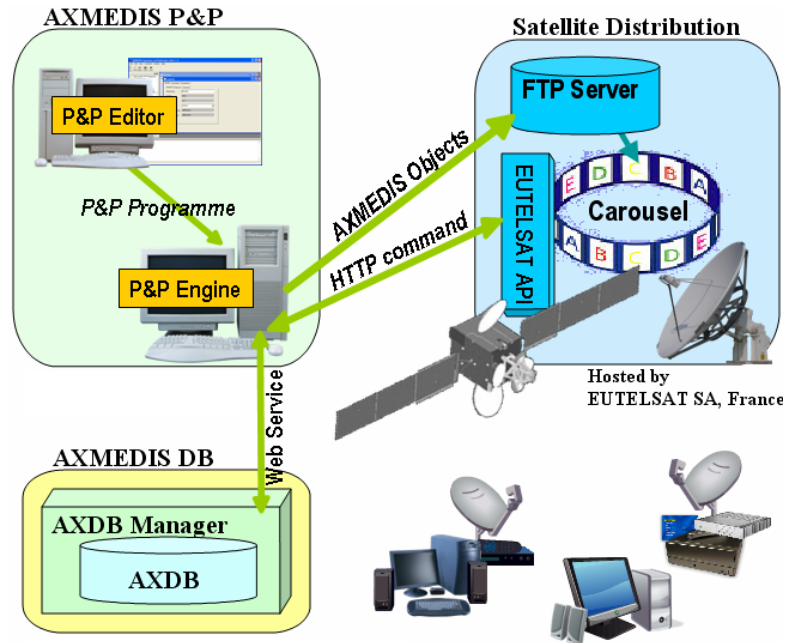 AXMEDIS P&P
P&P Editor
P&P Programme
P&P Engine
AXMEDIS Objects
HTTP command
Web Service
AXMEDIS DB
AXDB Manager
AXDB
Satellite Distribution
FTP Server
E D C B A
Carousel
A B C D E
EUTELSAT API
Hosted by
EUTELSAT SA, France